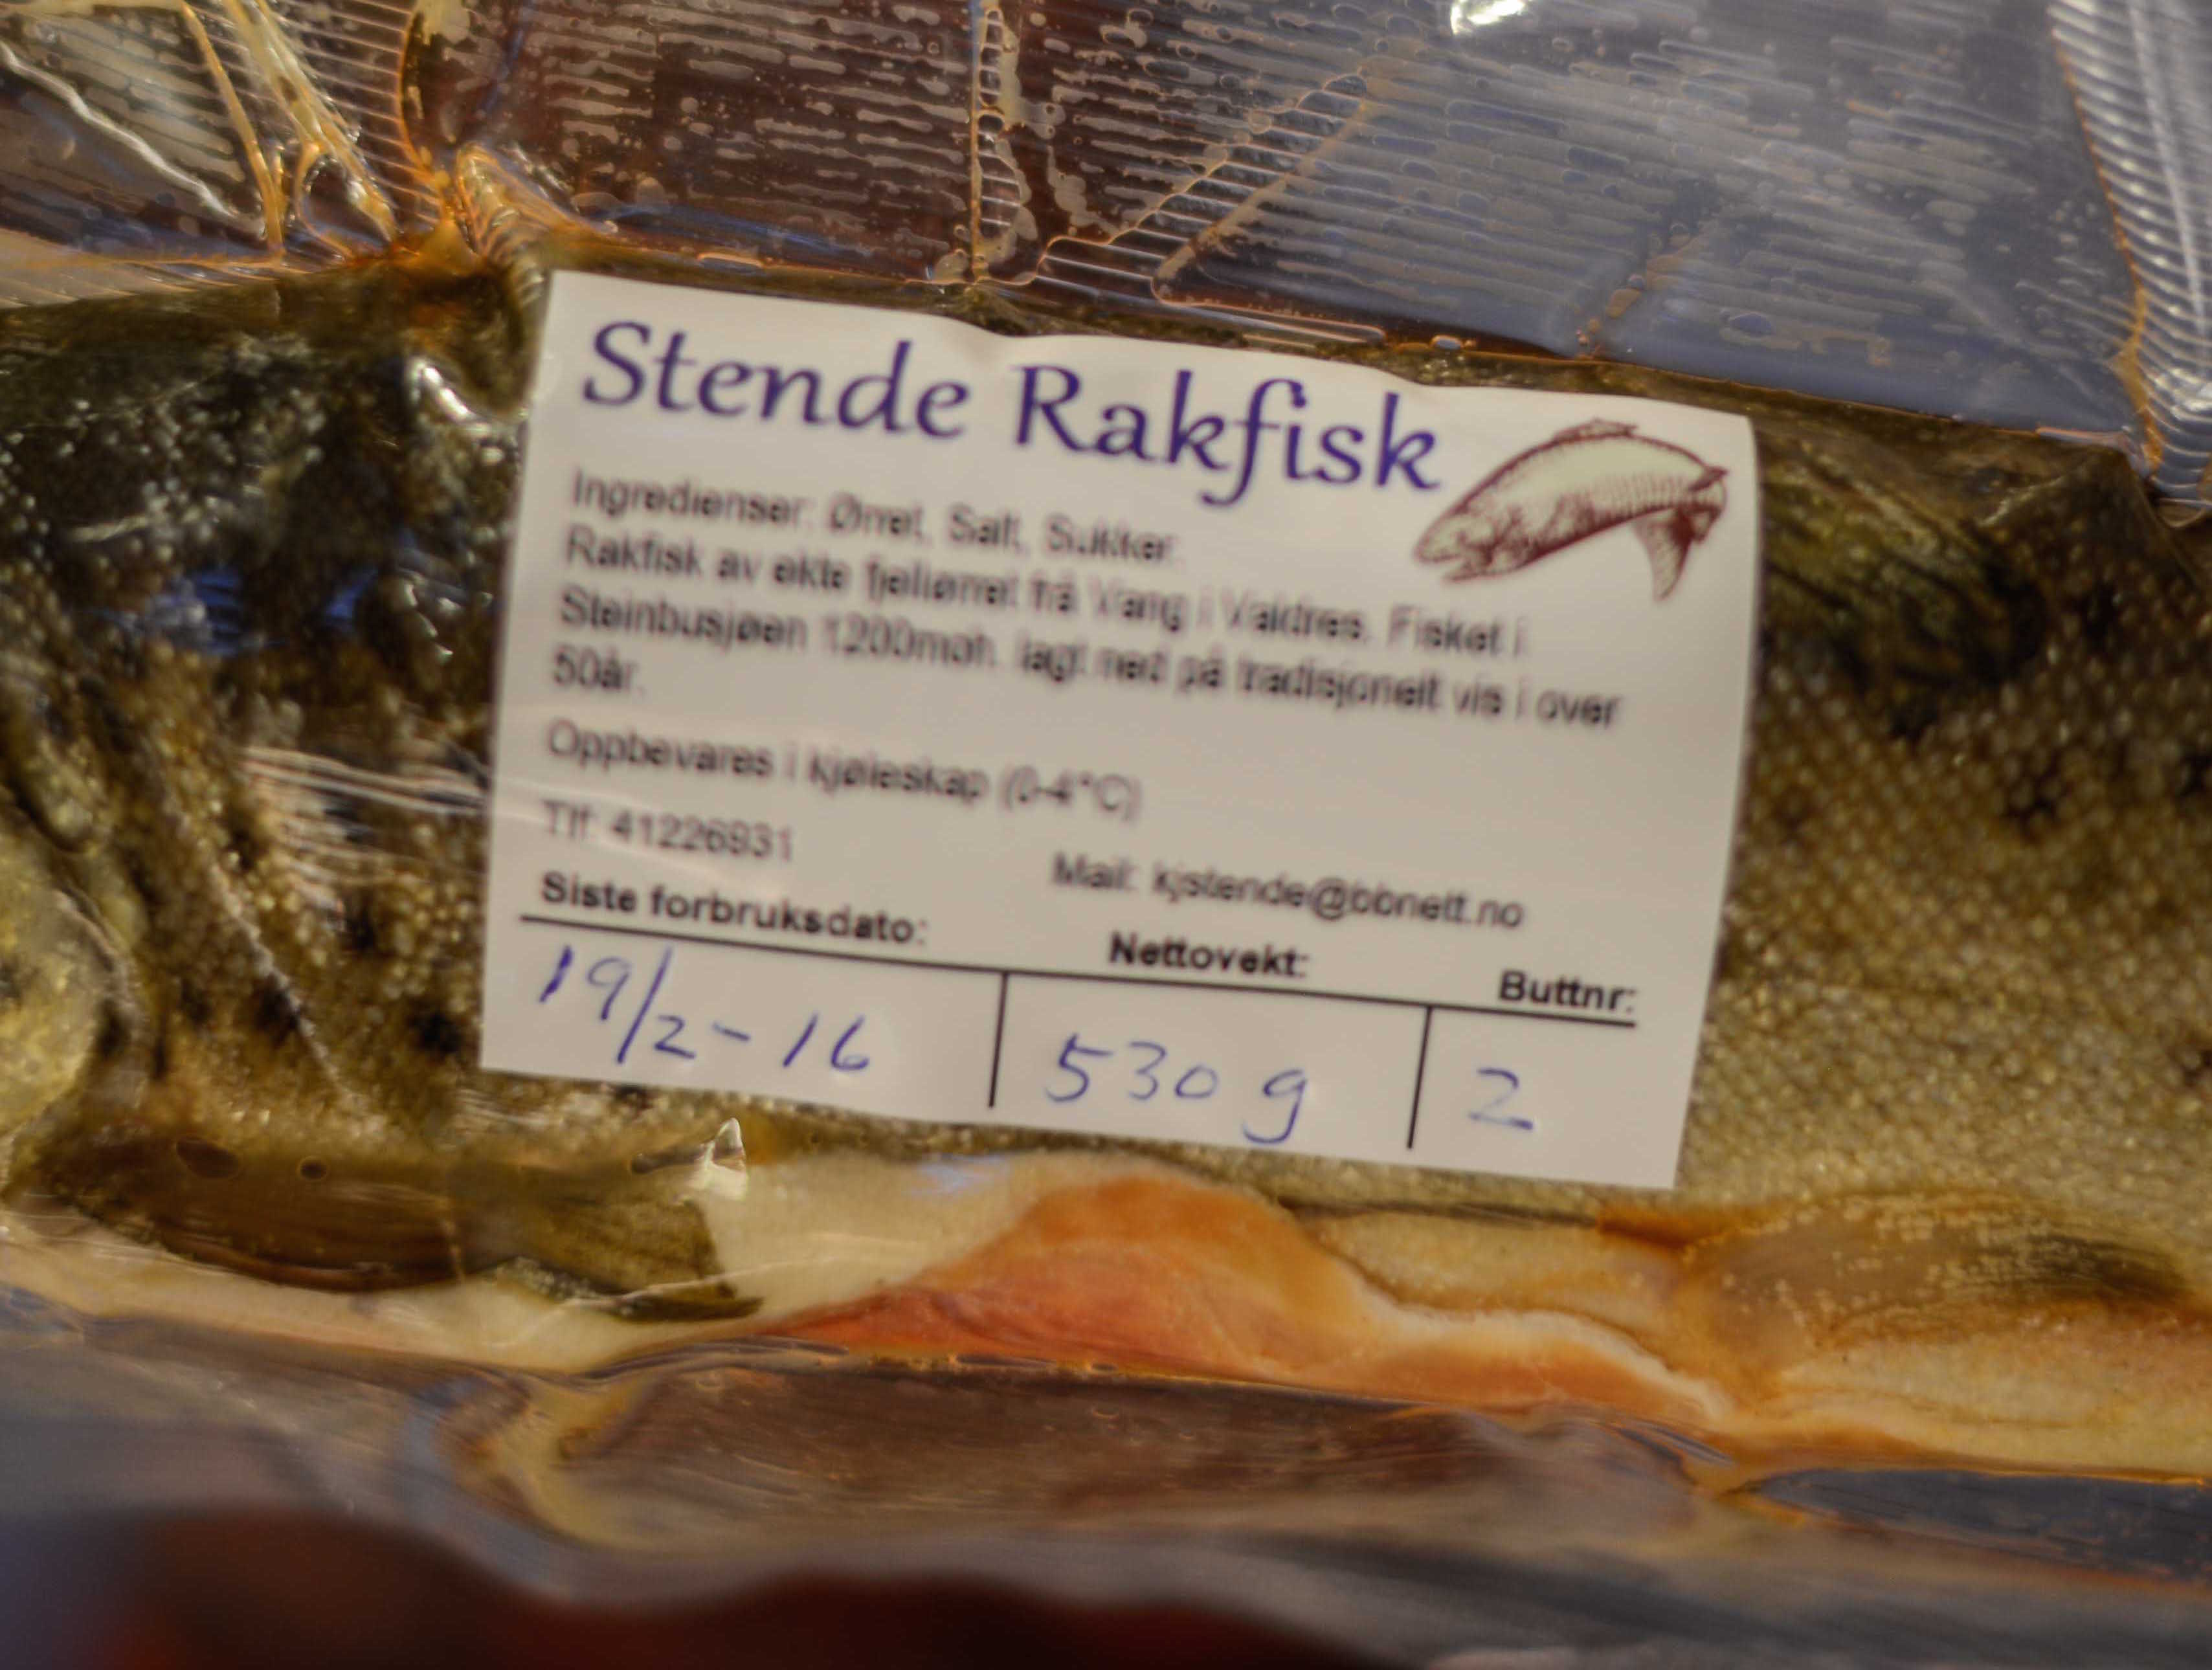 Stende Rakfisk
Ingredienser: Ørret, Salt, Sukker.
Rakfisk av ekte fjellørret frå Vang i Valdres. Fisket i
Steinbusjøen 1200moh. lagt ned på tradisjonelt vis i over
50år.
Oppbevares i kjøleskap (0-4°C)
Tlf: 41226931
Mail: kjstende@bbnett.no
Siste forbruksdato: Nettovekt: Buttnr:
19/2-16 530 g 2